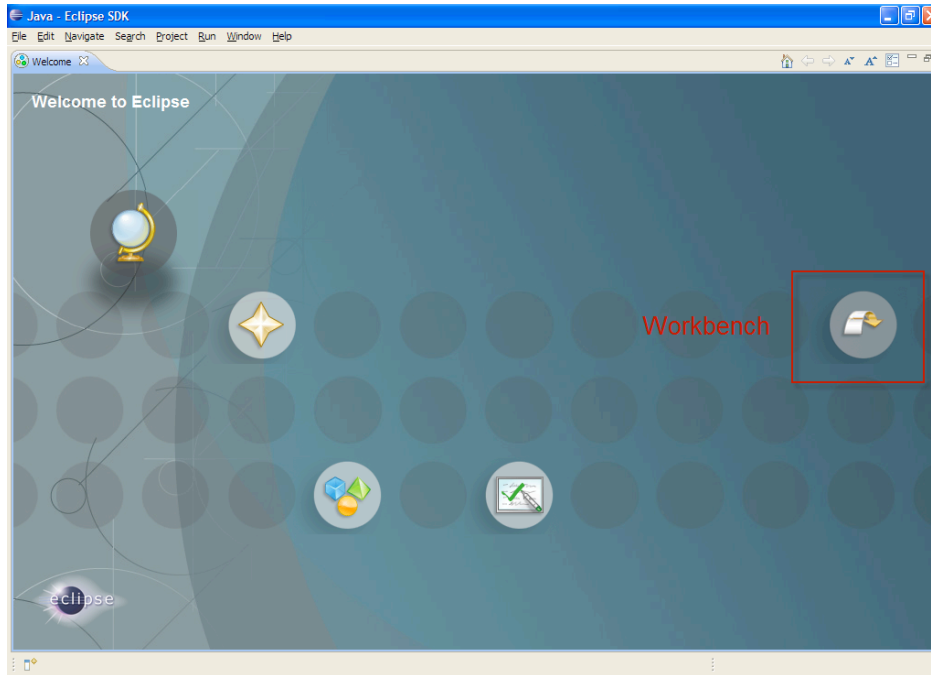 Java - Eclipse SDK
File Edit Navigate Search Project Run Window Help
Welcome
Welcome to Eclipse
Workbench
eclipse